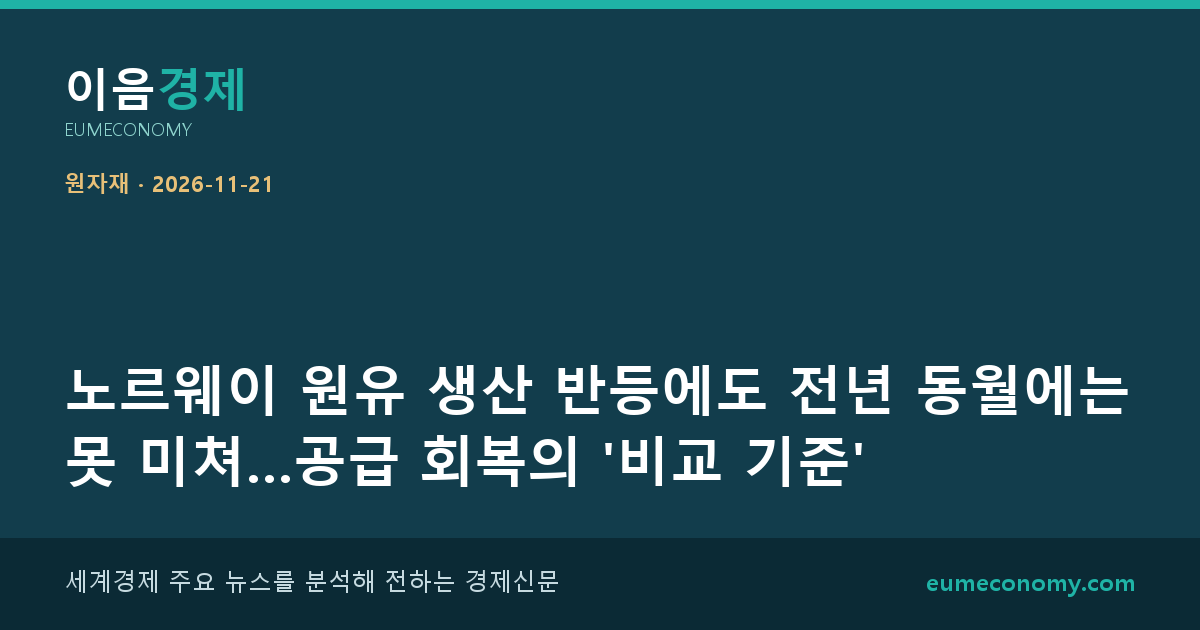 이음경제
EUMECONOMY
원자재 · 2026-11-21
노르웨이 원유 생산 반등에도 전년 동월에는
못 미쳐...공급 회복의 '비교 기준'
세계경제 주요 뉴스를 분석해 전하는 경제신문
eumeconomy.com